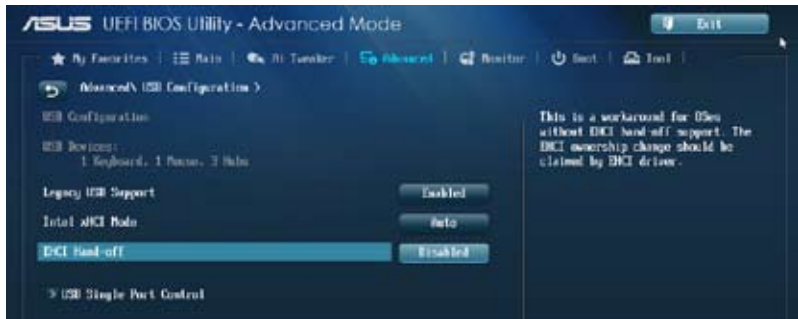 ASUS UEFI BIOS Utility - Advanced Mode
Exit
My Favorites
Main
Ai Tweaker
Advanced
Monitor
Boot
Tool
Advanced\ USB Configuration >
USB Configuration
USB Devices:
1 Keyboard, 1 Mouse, 3 Hubs
Legacy USB Support
Enabled
Intel xHCI Mode
Auto
EHCI Hand-off
Disabled
> USB Single Port Control
This is a workaround for OSes
without EHCI hand-off support. The
EHCI ownership change should be
claimed by EHCI driver.